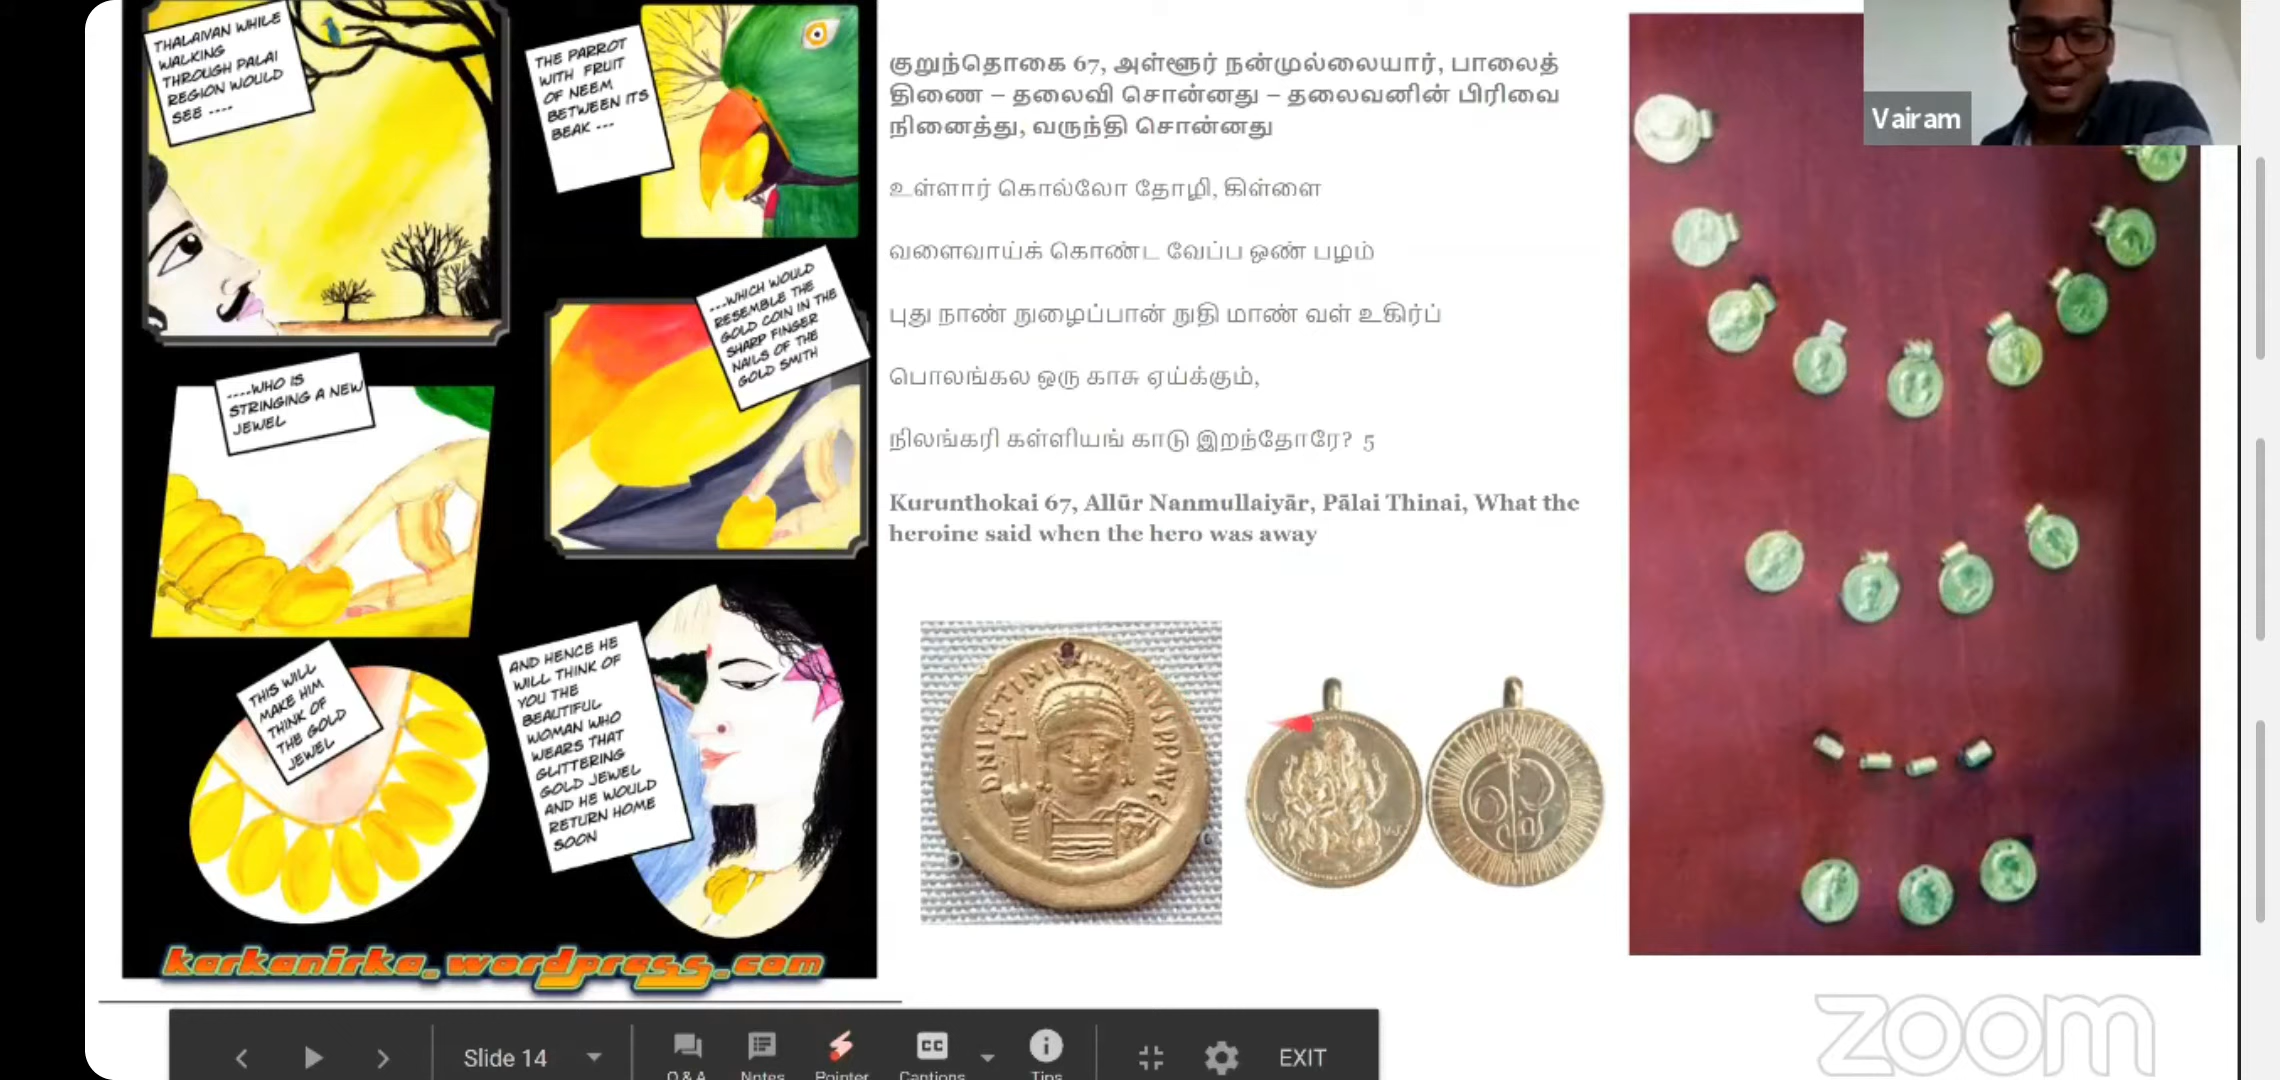 THALAIVAN WHILE
WALKING
THROUGH PALAI
REGION WOULD
SEE ----
THE PARROT
WITH FRUIT
OF NEEM
BETWEEN ITS
BEAK ---
---WHICH WOULD
RESEMBLE THE
GOLD COIN IN THE
SHARP FINGER
NAILS OF THE
GOLD SMITH
----WHO IS
STRINGING A NEW
JEWEL
THIS WILL
MAKE HIM
THINK OF
THE GOLD
JEWEL
AND HENCE HE
WILL THINK OF
YOU THE
BEAUTIFUL
WOMAN WHO
WEARS THAT
GLITTERING
GOLD JEWEL
AND HE WOULD
RETURN HOME
SOON
karkanirka.wordpress.com
குறுந்தொகை 67, அள்ளூர் நன்முல்லையார், பாலைத்
திணை – தலைவி சொன்னது – தலைவனின் பிரிவை
நினைத்து, வருந்தி சொன்னது
உள்ளார் கொல்லோ தோழி, கிள்ளை
வளைவாய்க் கொண்ட வேப்ப ஒண் பழம்
புது நாண் நுழைப்பான் நுதி மாண் வள் உகிர்ப்
பொலங்கல ஒரு காசு ஏய்க்கும்,
நிலங்கரி கள்ளியங் காடு இறந்தோரே? 5
Kurunthokai 67, Allūr Nanmullaiyār, Pālai Thinai, What the
heroine said when the hero was away
Vairam
zoom
Slide 14
Q & A
Notes
Pointer
CC
Captions
Tips
EXIT